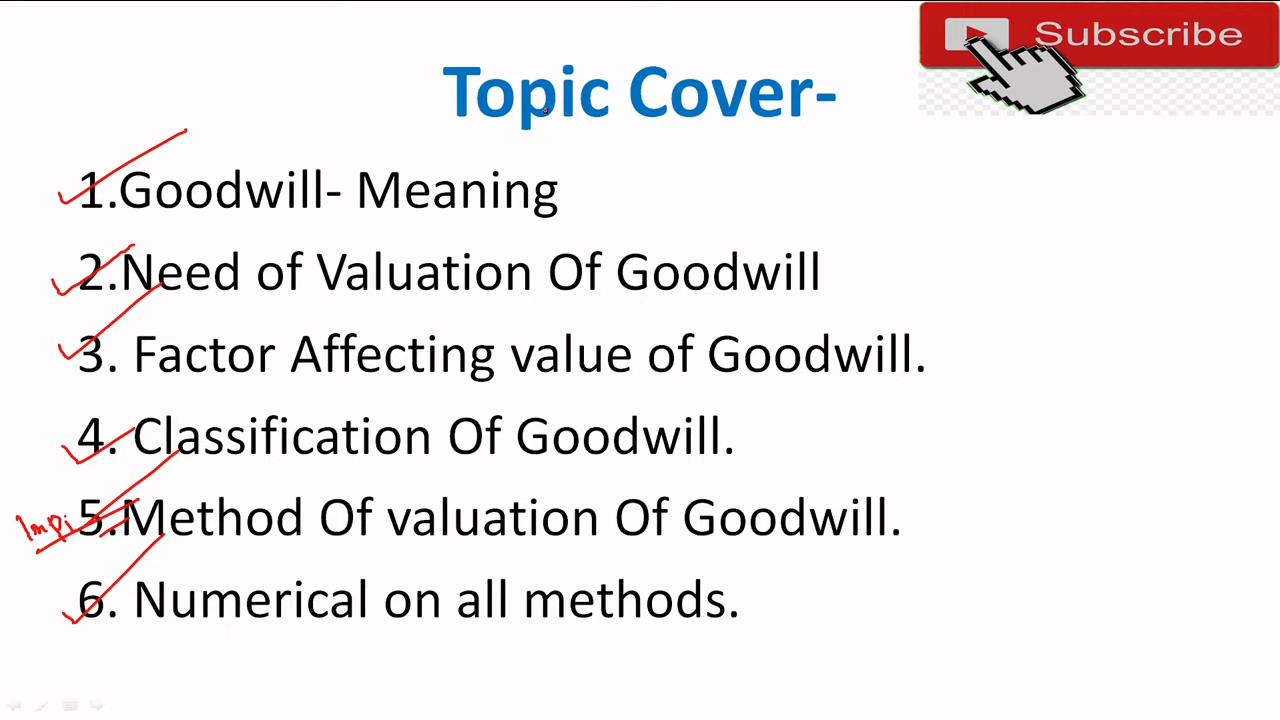 Subscribe
Topic Cover-
1.Goodwill- Meaning
2.Need of Valuation Of Goodwill
3. Factor Affecting value of Goodwill.
4. Classification Of Goodwill.
Imp 5.Method Of valuation Of Goodwill.
6. Numerical on all methods.